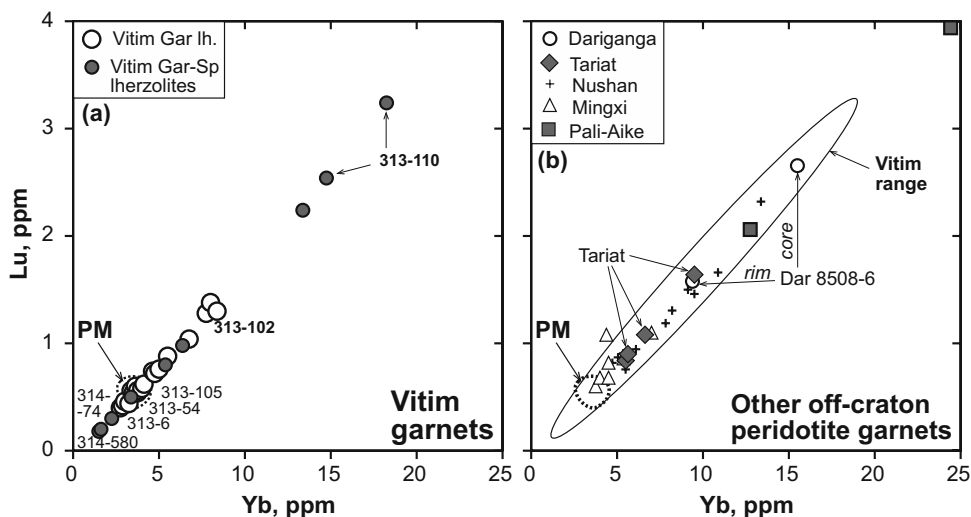 4
3
2
1
0
Lu, ppm
Vitim Gar lh.
Vitim Gar-Sp
lherzolites
(a)
313-110
313-102
PM
313-105
314-
-74
313-54
313-6
314-580
Vitim
garnets
0
5
10
15
20
25
Yb, ppm
Dariganga
Tariat
Nushan
Mingxi
Pali-Aike
(b)
Vitim
range
Tariat
core
rim
Dar 8508-6
PM
Other off-craton
peridotite garnets
0
5
10
15
20
25
Yb, ppm